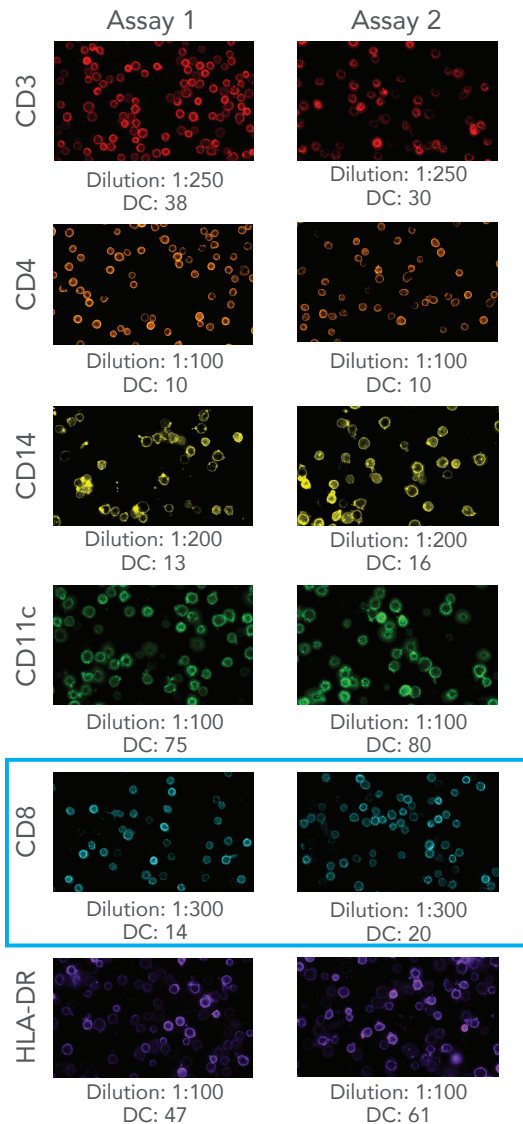 Assay 1 Assay 2
CD3
Dilution: 1:250 Dilution: 1:250
DC: 38 DC: 30
CD4
Dilution: 1:100 Dilution: 1:100
DC: 10 DC: 10
CD14
Dilution: 1:200 Dilution: 1:200
DC: 13 DC: 16
CD11c
Dilution: 1:100 Dilution: 1:100
DC: 75 DC: 80
CD8
Dilution: 1:300 Dilution: 1:300
DC: 14 DC: 20
HLA-DR
Dilution: 1:100 Dilution: 1:100
DC: 47 DC: 61